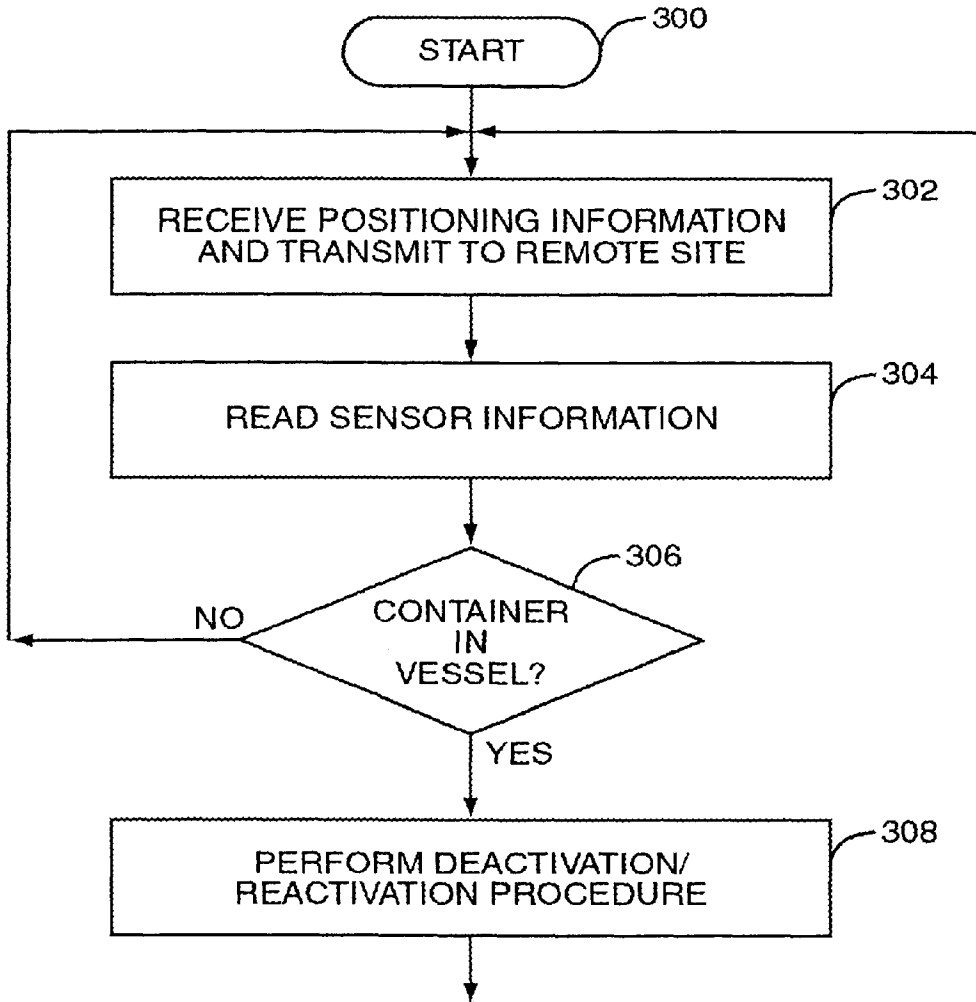 START
300
RECEIVE POSITIONING INFORMATION
AND TRANSMIT TO REMOTE SITE
302
READ SENSOR INFORMATION
304
CONTAINER
IN
VESSEL?
306
NO
YES
PERFORM DEACTIVATION/
REACTIVATION PROCEDURE
308